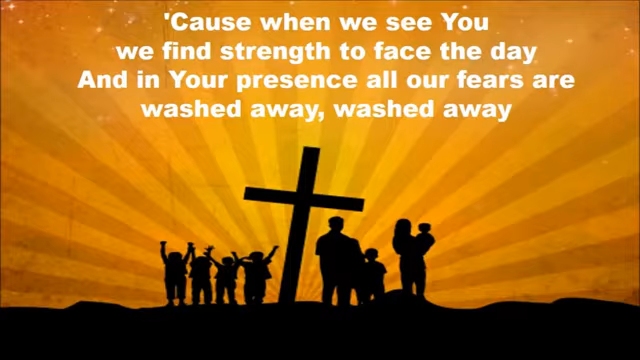 'Cause when we see You
we find strength to face the day
And in Your presence all our fears are
washed away, washed away